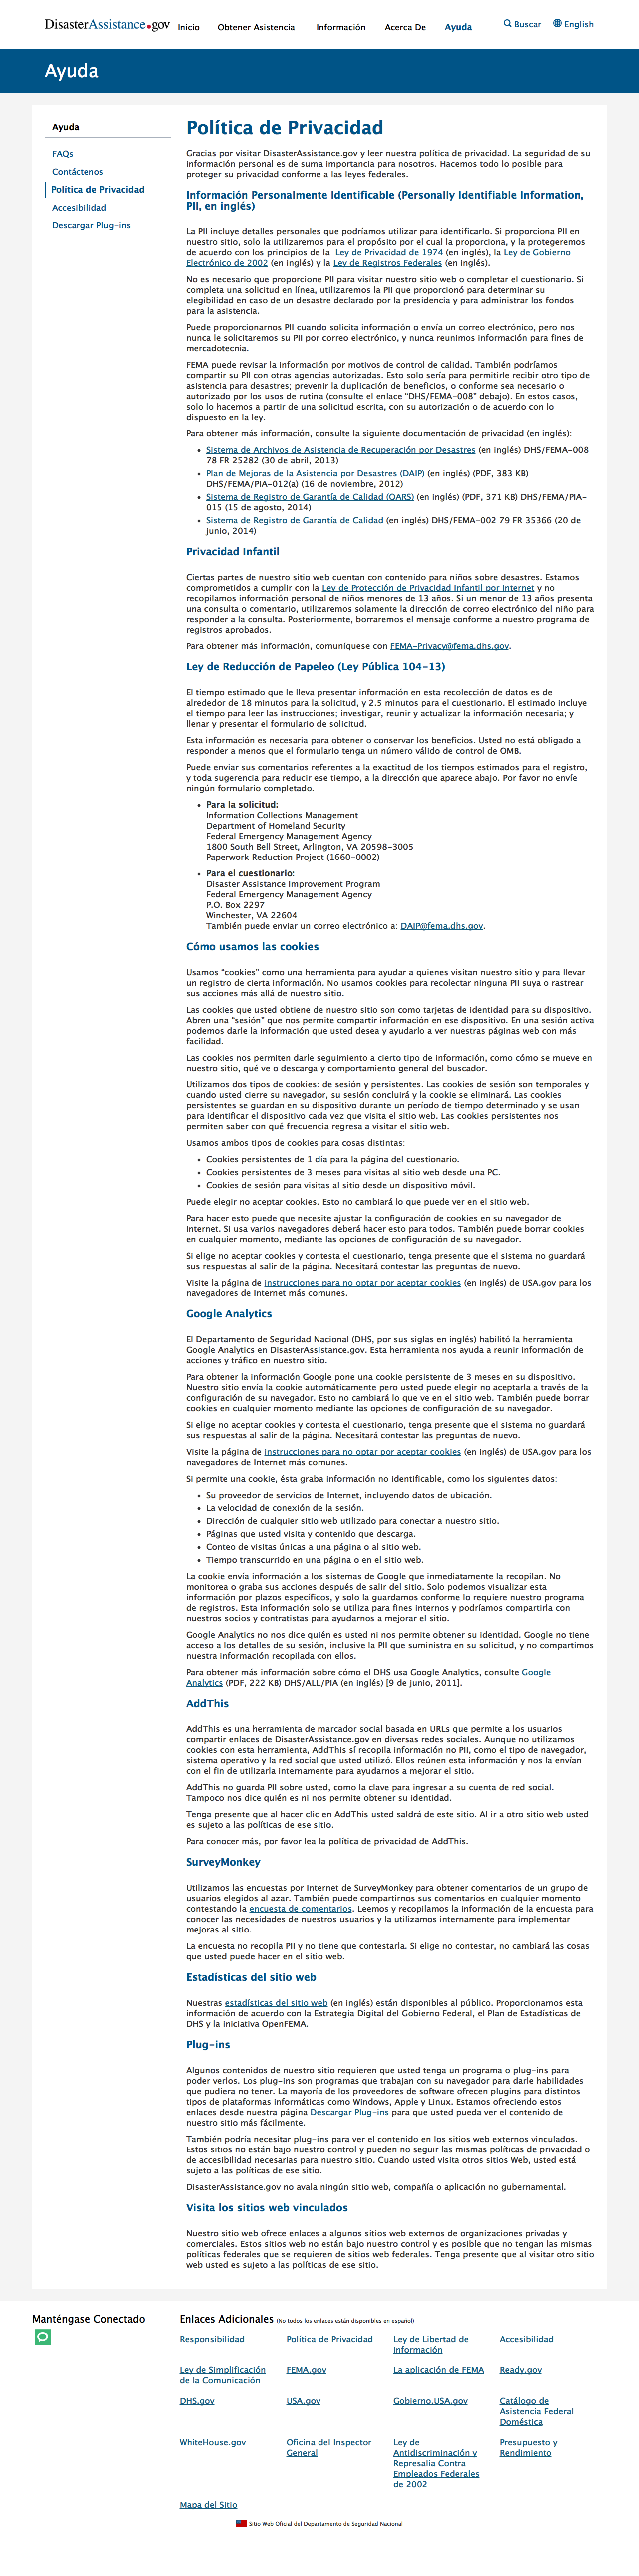 DisasterAssistance.gov
Inicio Obtener Asistencia Información Acerca De Ayuda
Buscar English
Ayuda
Ayuda
FAQs
Contáctenos
Política de Privacidad
Accesibilidad
Descargar Plug-ins
Política de Privacidad
Gracias por visitar DisasterAssistance.gov y leer nuestra política de privacidad. La seguridad de su
información personal es de suma importancia para nosotros. Hacemos todo lo posible para
proteger su privacidad conforme a las leyes federales.
Información Personalmente Identificable (Personally Identifiable Information,
PII, en inglés)
La PII incluye detalles personales que podríamos utilizar para identificarlo. Si proporciona PII en
nuestro sitio, solo la utilizaremos para el propósito por el cual la proporciona, y la protegeremos
de acuerdo con los principios de la Ley de Privacidad de 1974 (en inglés), la Ley de Gobierno
Electrónico de 2002 (en inglés) y la Ley de Registros Federales (en inglés).
No es necesario que proporcione PII para visitar nuestro sitio web o completar el cuestionario. Si
completa una solicitud en línea, utilizaremos la PII que proporcionó para determinar su
elegibilidad en caso de un desastre declarado por la presidencia y para administrar los fondos
para la asistencia.
Puede proporcionarnos PII cuando solicita información o envía un correo electrónico, pero nos
nunca le solicitaremos su PII por correo electrónico, y nunca reunimos información para fines de
mercadotecnia.
FEMA puede revisar la información por motivos de control de calidad. También podríamos
compartir su PII con otras agencias autorizadas. Esto solo sería para permitirle recibir otro tipo de
asistencia para desastres; prevenir la duplicación de beneficios, o conforme sea necesario o
autorizado por los usos de rutina (consulte el enlace “DHS/FEMA-008” debajo). En estos casos,
solo lo hacemos a partir de una solicitud escrita, con su autorización o de acuerdo con lo
dispuesto en la ley.
Para obtener más información, consulte la siguiente documentación de privacidad (en inglés):
• Sistema de Archivos de Asistencia de Recuperación por Desastres (en inglés) DHS/FEMA-008
78 FR 25282 (30 de abril, 2013)
• Plan de Mejoras de la Asistencia por Desastres (DAIP) (en inglés) (PDF, 383 KB)
DHS/FEMA/PIA-012(a) (16 de noviembre, 2012)
• Sistema de Registro de Garantía de Calidad (QARS) (en inglés) (PDF, 371 KB) DHS/FEMA/PIA-
015 (15 de agosto, 2014)
• Sistema de Registro de Garantía de Calidad (en inglés) DHS/FEMA-002 79 FR 35366 (20 de
junio, 2014)
Privacidad Infantil
Ciertas partes de nuestro sitio web cuentan con contenido para niños sobre desastres. Estamos
comprometidos a cumplir con la Ley de Protección de Privacidad Infantil por Internet y no
recopilamos información personal de niños menores de 13 años. Si un menor de 13 años presenta
una consulta o comentario, utilizaremos solamente la dirección de correo electrónico del niño para
responder a la consulta. Posteriormente, borraremos el mensaje conforme a nuestro programa de
registros aprobados.
Para obtener más información, comuníquese con FEMA-Privacy@fema.dhs.gov.
Ley de Reducción de Papeleo (Ley Pública 104-13)
El tiempo estimado que le lleva presentar información en esta recolección de datos es de
alrededor de 18 minutos para la solicitud, y 2.5 minutos para el cuestionario. El estimado incluye
el tiempo para leer las instrucciones; investigar, reunir y actualizar la información necesaria; y
llenar y presentar el formulario de solicitud.
Esta información es necesaria para obtener o conservar los beneficios. Usted no está obligado a
responder a menos que el formulario tenga un número válido de control de OMB.
Puede enviar sus comentarios referentes a la exactitud de los tiempos estimados para el registro,
y toda sugerencia para reducir ese tiempo, a la dirección que aparece abajo. Por favor no envíe
ningún formulario completado.
• Para la solicitud:
Information Collections Management
Department of Homeland Security
Federal Emergency Management Agency
1800 South Bell Street, Arlington, VA 20598-3005
Paperwork Reduction Project (1660-0002)
• Para el cuestionario:
Disaster Assistance Improvement Program
Federal Emergency Management Agency
P.O. Box 2297
Winchester, VA 22604
También puede enviar un correo electrónico a: DAIP@fema.dhs.gov.
Cómo usamos las cookies
Usamos “cookies” como una herramienta para ayudar a quienes visitan nuestro sitio y para llevar
un registro de cierta información. No usamos cookies para recolectar ninguna PII suya o rastrear
sus acciones más allá de nuestro sitio.
Las cookies que usted obtiene de nuestro sitio son como tarjetas de identidad para su dispositivo.
Abren una “sesión” que nos permite compartir información en ese dispositivo. En una sesión activa
podemos darle la información que usted desea y ayudarlo a ver nuestras páginas web con más
facilidad.
Las cookies nos permiten darle seguimiento a cierto tipo de información, como cómo se mueve en
nuestro sitio, qué ve o descarga y comportamiento general del buscador.
Utilizamos dos tipos de cookies: de sesión y persistentes. Las cookies de sesión son temporales y
cuando usted cierre su navegador, su sesión concluirá y la cookie se eliminará. Las cookies
persistentes se guardan en su dispositivo durante un período de tiempo determinado y se usan
para identificar el dispositivo cada vez que visita el sitio web. Las cookies persistentes nos
permiten saber con qué frecuencia regresa a visitar el sitio web.
Usamos ambos tipos de cookies para cosas distintas:
• Cookies persistentes de 1 día para la página del cuestionario.
• Cookies persistentes de 3 meses para visitas al sitio web desde una PC.
• Cookies de sesión para visitas al sitio desde un dispositivo móvil.
Puede elegir no aceptar cookies. Esto no cambiará lo que puede ver en el sitio web.
Para hacer esto puede que necesite ajustar la configuración de cookies en su navegador de
Internet. Si usa varios navegadores deberá hacer esto para todos. También puede borrar cookies
en cualquier momento, mediante las opciones de configuración de su navegador.
Si elige no aceptar cookies y contesta el cuestionario, tenga presente que el sistema no guardará
sus respuestas al salir de la página. Necesitará contestar las preguntas de nuevo.
Visite la página de instrucciones para no optar por aceptar cookies (en inglés) de USA.gov para los
navegadores de Internet más comunes.
Google Analytics
El Departamento de Seguridad Nacional (DHS, por sus siglas en inglés) habilitó la herramienta
Google Analytics en DisasterAssistance.gov. Esta herramienta nos ayuda a reunir información de
acciones y tráfico en nuestro sitio.
Para obtener la información Google pone una cookie persistente de 3 meses en su dispositivo.
Nuestro sitio envía la cookie automáticamente pero usted puede elegir no aceptarla a través de la
configuración de su navegador. Esto no cambiará lo que ve en el sitio web. También puede borrar
cookies en cualquier momento mediante las opciones de configuración de su navegador.
Si elige no aceptar cookies y contesta el cuestionario, tenga presente que el sistema no guardará
sus respuestas al salir de la página. Necesitará contestar las preguntas de nuevo.
Visite la página de instrucciones para no optar por aceptar cookies (en inglés) de USA.gov para los
navegadores de Internet más comunes.
Si permite una cookie, ésta graba información no identificable, como los siguientes datos:
• Su proveedor de servicios de Internet, incluyendo datos de ubicación.
• La velocidad de conexión de la sesión.
• Dirección de cualquier sitio web utilizado para conectar a nuestro sitio.
• Páginas que usted visita y contenido que descarga.
• Conteo de visitas únicas a una página o al sitio web.
• Tiempo transcurrido en una página o en el sitio web.
La cookie envía información a los sistemas de Google que inmediatamente la recopilan. No
monitorea o graba sus acciones después de salir del sitio. Solo podemos visualizar esta
información por plazos específicos, y solo la guardamos conforme lo requiere nuestro programa
de registros. Esta información solo se utiliza para fines internos y podríamos compartirla con
nuestros socios y contratistas para ayudarnos a mejorar el sitio.
Google Analytics no nos dice quién es usted ni nos permite obtener su identidad. Google no tiene
acceso a los detalles de su sesión, inclusive la PII que suministra en su solicitud, y no compartimos
nuestra información recopilada con ellos.
Para obtener más información sobre cómo el DHS usa Google Analytics, consulte Google
Analytics (PDF, 222 KB) DHS/ALL/PIA (en inglés) [9 de junio, 2011].
AddThis
AddThis es una herramienta de marcador social basada en URLs que permite a los usuarios
compartir enlaces de DisasterAssistance.gov en diversas redes sociales. Aunque no utilizamos
cookies con esta herramienta, AddThis sí recopila información no PII, como el tipo de navegador,
sistema operativo y la red social que usted utilizó. Ellos reúnen esta información y nos la envían
con el fin de utilizarla internamente para ayudarnos a mejorar el sitio.
AddThis no guarda PII sobre usted, como la clave para ingresar a su cuenta de red social.
Tampoco nos dice quién es ni nos permite obtener su identidad.
Tenga presente que al hacer clic en AddThis usted saldrá de este sitio. Al ir a otro sitio web usted
es sujeto a las políticas de ese sitio.
Para conocer más, por favor lea la política de privacidad de AddThis.
SurveyMonkey
Utilizamos las encuestas por Internet de SurveyMonkey para obtener comentarios de un grupo de
usuarios elegidos al azar. También puede compartirnos sus comentarios en cualquier momento
contestando la encuesta de comentarios. Leemos y recopilamos la información de la encuesta para
conocer las necesidades de nuestros usuarios y la utilizamos internamente para implementar
mejoras al sitio.
La encuesta no recopila PII y no tiene que contestarla. Si elige no contestar, no cambiará las cosas
que usted puede hacer en el sitio web.
Estadísticas del sitio web
Nuestras estadísticas del sitio web (en inglés) están disponibles al público. Proporcionamos esta
información de acuerdo con la Estrategia Digital del Gobierno Federal, el Plan de Estadísticas de
DHS y la iniciativa OpenFEMA.
Plug-ins
Algunos contenidos de nuestro sitio requieren que usted tenga un programa o plug-ins para
poder verlos. Los plug-ins son programas que trabajan con su navegador para darle habilidades
que pudiera no tener. La mayoría de los proveedores de software ofrecen plugins para distintos
tipos de plataformas informáticas como Windows, Apple y Linux. Estamos ofreciendo estos
enlaces desde nuestra página Descargar Plug-ins para que usted pueda ver el contenido de
nuestro sitio más fácilmente.
También podría necesitar plug-ins para ver el contenido en los sitios web externos vinculados.
Estos sitios no están bajo nuestro control y pueden no seguir las mismas políticas de privacidad o
de accesibilidad necesarias para nuestro sitio. Cuando usted visita otros sitios Web, usted está
sujeto a las políticas de ese sitio.
DisasterAssistance.gov no avala ningún sitio web, compañía o aplicación no gubernamental.
Visita los sitios web vinculados
Nuestro sitio web ofrece enlaces a algunos sitios web externos de organizaciones privadas y
comerciales. Estos sitios web no están bajo nuestro control y es posible que no tengan las mismas
políticas federales que se requieren de sitios web federales. Tenga presente que al visitar otro sitio
web usted es sujeto a las políticas de ese sitio.
Manténgase Conectado
Enlaces Adicionales (No todos los enlaces están disponibles en español)
Responsibilidad
Política de Privacidad
Ley de Libertad de
Información
Accesibilidad
Ley de Simplificación
de la Comunicación
FEMA.gov
La aplicación de FEMA
Ready.gov
DHS.gov
USA.gov
Gobierno.USA.gov
Catálogo de
Asistencia Federal
Doméstica
WhiteHouse.gov
Oficina del Inspector
General
Ley de
Antidiscriminación y
Represalia Contra
Empleados Federales
de 2002
Presupuesto y
Rendimiento
Mapa del Sitio
Sitio Web Oficial del Departamento de Seguridad Nacional